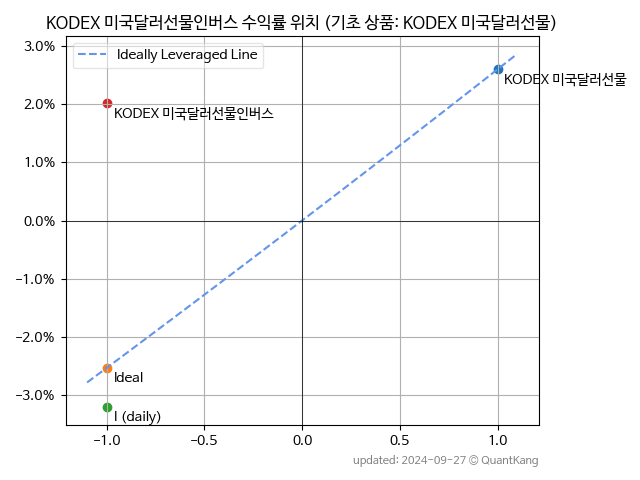 KODEX 미국달러선물인버스 수익률 위치 (기초 상품: KODEX 미국달러선물)
3.0%
Ideally Leveraged Line
KODEX 미국달러선물
2.0%
KODEX 미국달러선물인버스
1.0%
0.0%
-1.0%
-2.0%
Ideal
-3.0%
I (daily)
-1.0 -0.5 0.0 0.5 1.0
updated: 2024-09-27 © QuantKang